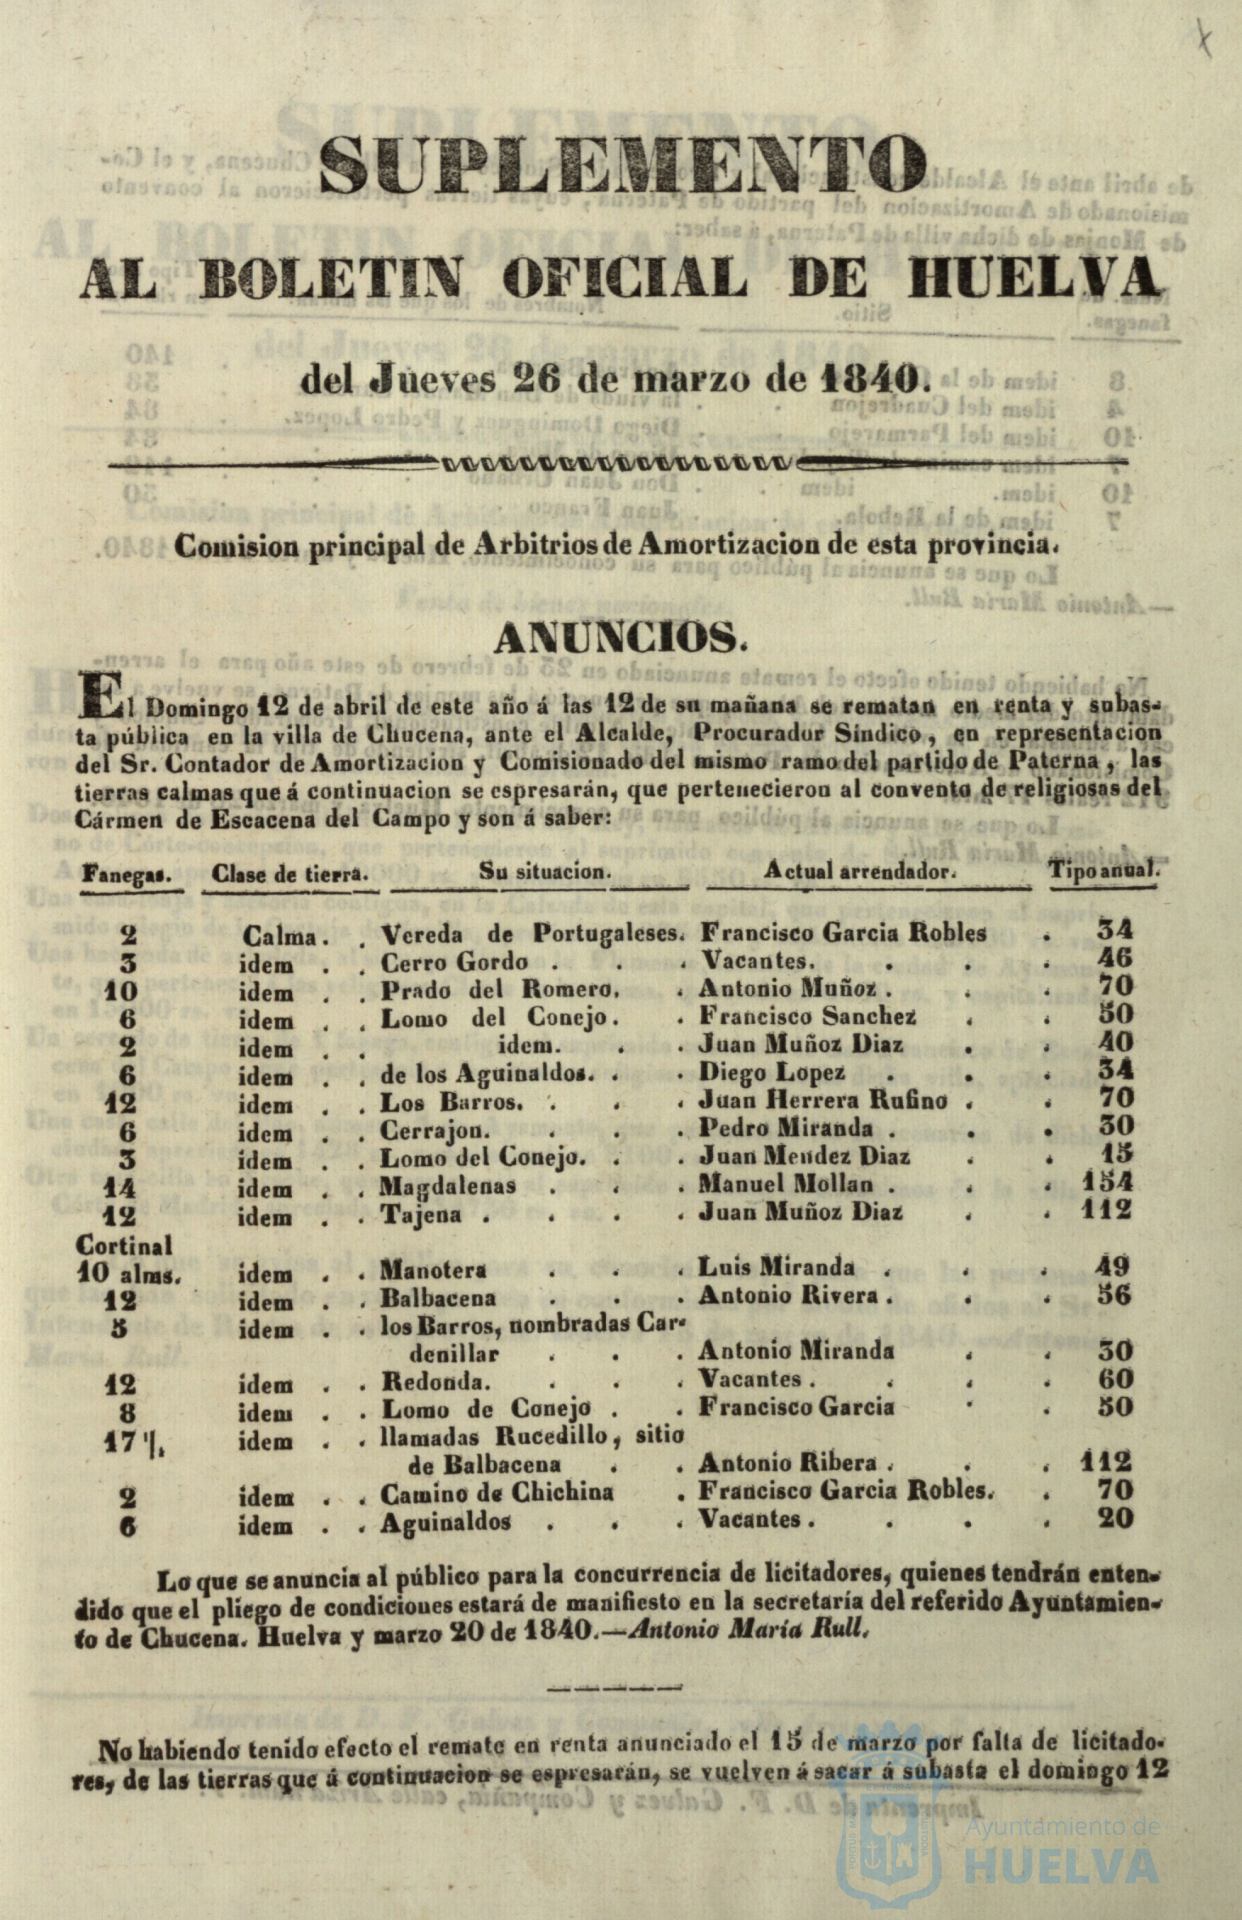 SUPLEMENTO
AL BOLETIN OFICIAL DE HUELVA
del Jueves 26 de marzo de 1840.
Comision principal de Arbitrios de Amortizacion de esta provincia.
ANUNCIOS.
El Domingo 12 de abril de este año á las 12 de su mañana se rematan en renta y subas-
ta pública en la villa de Chucena, ante el Alcalde, Procurador Sindico, en representacion
del Sr. Contador de Amortizacion y Comisionado del mismo ramo del partido de Paterna, las
tierras calmas que á continuacion se espresarán, que pertenecieron al convento de religiosas del
Cármen de Escacena del Campo y son á saber:
Fanegas. Clase de tierra. Su situacion. Actual arrendador. Tipo anual.
2 Calma. . Vereda de Portugaleses. Francisco Garcia Robles . 34
3 idem . . Cerro Gordo . . . Vacantes. . . . 46
10 idem . . Prado del Romero. . Antonio Muñoz . . . 70
6 idem . . Lomo del Conejo. . Francisco Sanchez . . 50
2 idem . . idem. . . Juan Muñoz Diaz . . 40
6 idem . . de los Aguinaldos. . . Diego Lopez . . . 34
12 idem . . Los Barros. . . . Juan Herrera Rufino . . 70
6 idem . . Cerrajon. . . . Pedro Miranda . . . 30
3 idem . . Lomo del Conejo. . . Juan Mendez Diaz . . 15
14 idem . . Magdalenas . . . Manuel Mollan . . . 154
12 idem . . Tajena . . . . Juan Muñoz Diaz . . 112
Cortinal
10 alms. idem . . Manotera . . . Luis Miranda . . . 49
12 idem . . Balbacena . . . Antonio Rivera . . . 56
5 idem . . los Barros, nombradas Car-
denillar . . . Antonio Miranda . . 30
12 idem . . Redonda. . . . Vacantes . . . . 60
8 idem . . Lomo de Conejo . . Francisco Garcia . . 50
17 1/2 idem . . llamadas Rucedillo, sitio
de Balbacena . . Antonio Ribera . . . 112
2 idem . . Camino de Chichina . Francisco Garcia Robles. . 70
6 idem . . Aguinaldos . . . Vacantes . . . . 20
Lo que se anuncia al público para la concurrencia de licitadores, quienes tendrán enten-
dido que el pliego de condiciones estará de manifiesto en la secretaría del referido Ayuntamien-
to de Chucena. Huelva y marzo 20 de 1840.—Antonio María Rull.
No habiendo tenido efecto el remate en renta anunciado el 15 de marzo por falta de licitado-
res, de las tierras que á continuacion se espresarán, se vuelven á sacar á subasta el domingo 12
Ayuntamiento de
HUELVA